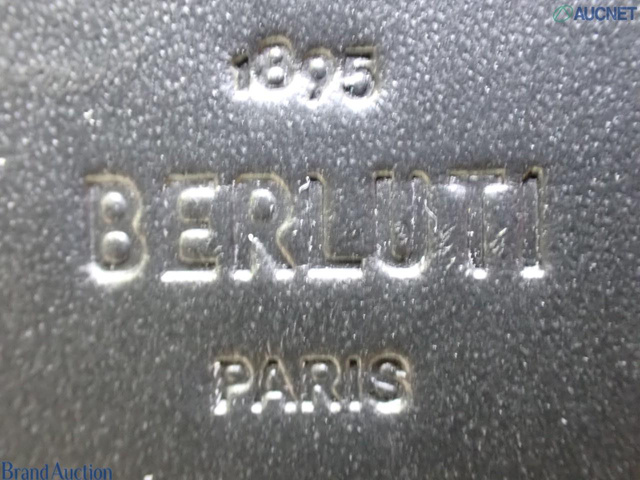 AUCNET
1895
BERLUTI
PARIS
BRAND AUCTION